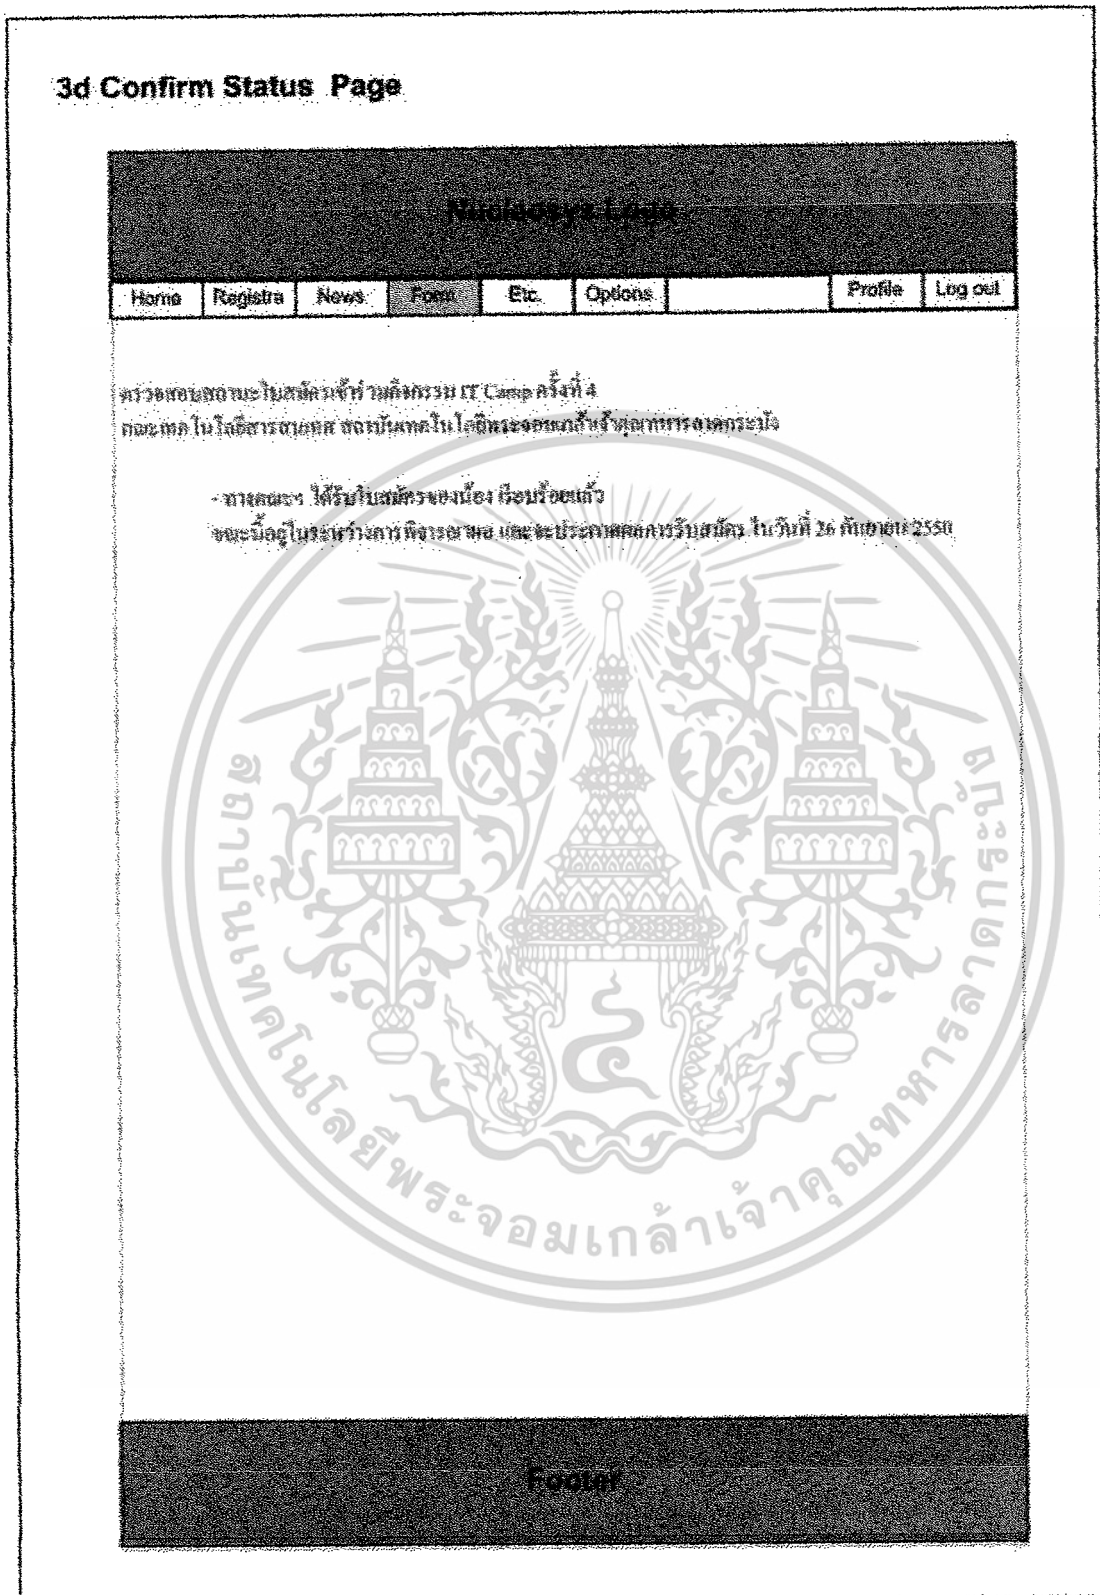 3d Confirm Status Page
Nucleosys Logo
Home Registra News Form Etc. Options Profile Log out
ตรวจสอบสถานะใบสมัครเข้าร่วมกิจกรรม IT Camp ครั้งที่ 4
คณะเทคโนโลยีสารสนเทศ สถาบันเทคโนโลยีพระจอมเกล้าเจ้าคุณทหารลาดกระบัง
- ทางคณะฯ ได้รับใบสมัครของน้อง เรียบร้อยแล้ว
ขณะนี้อยู่ในระหว่างการพิจารณาผล และจะประกาศผลการรับสมัคร ในวันที่ 26 กันยายน 2550
สถาบันเทคโนโลยีพระจอมเกล้าเจ้าคุณทหารลาดกระบัง
๔
Footer